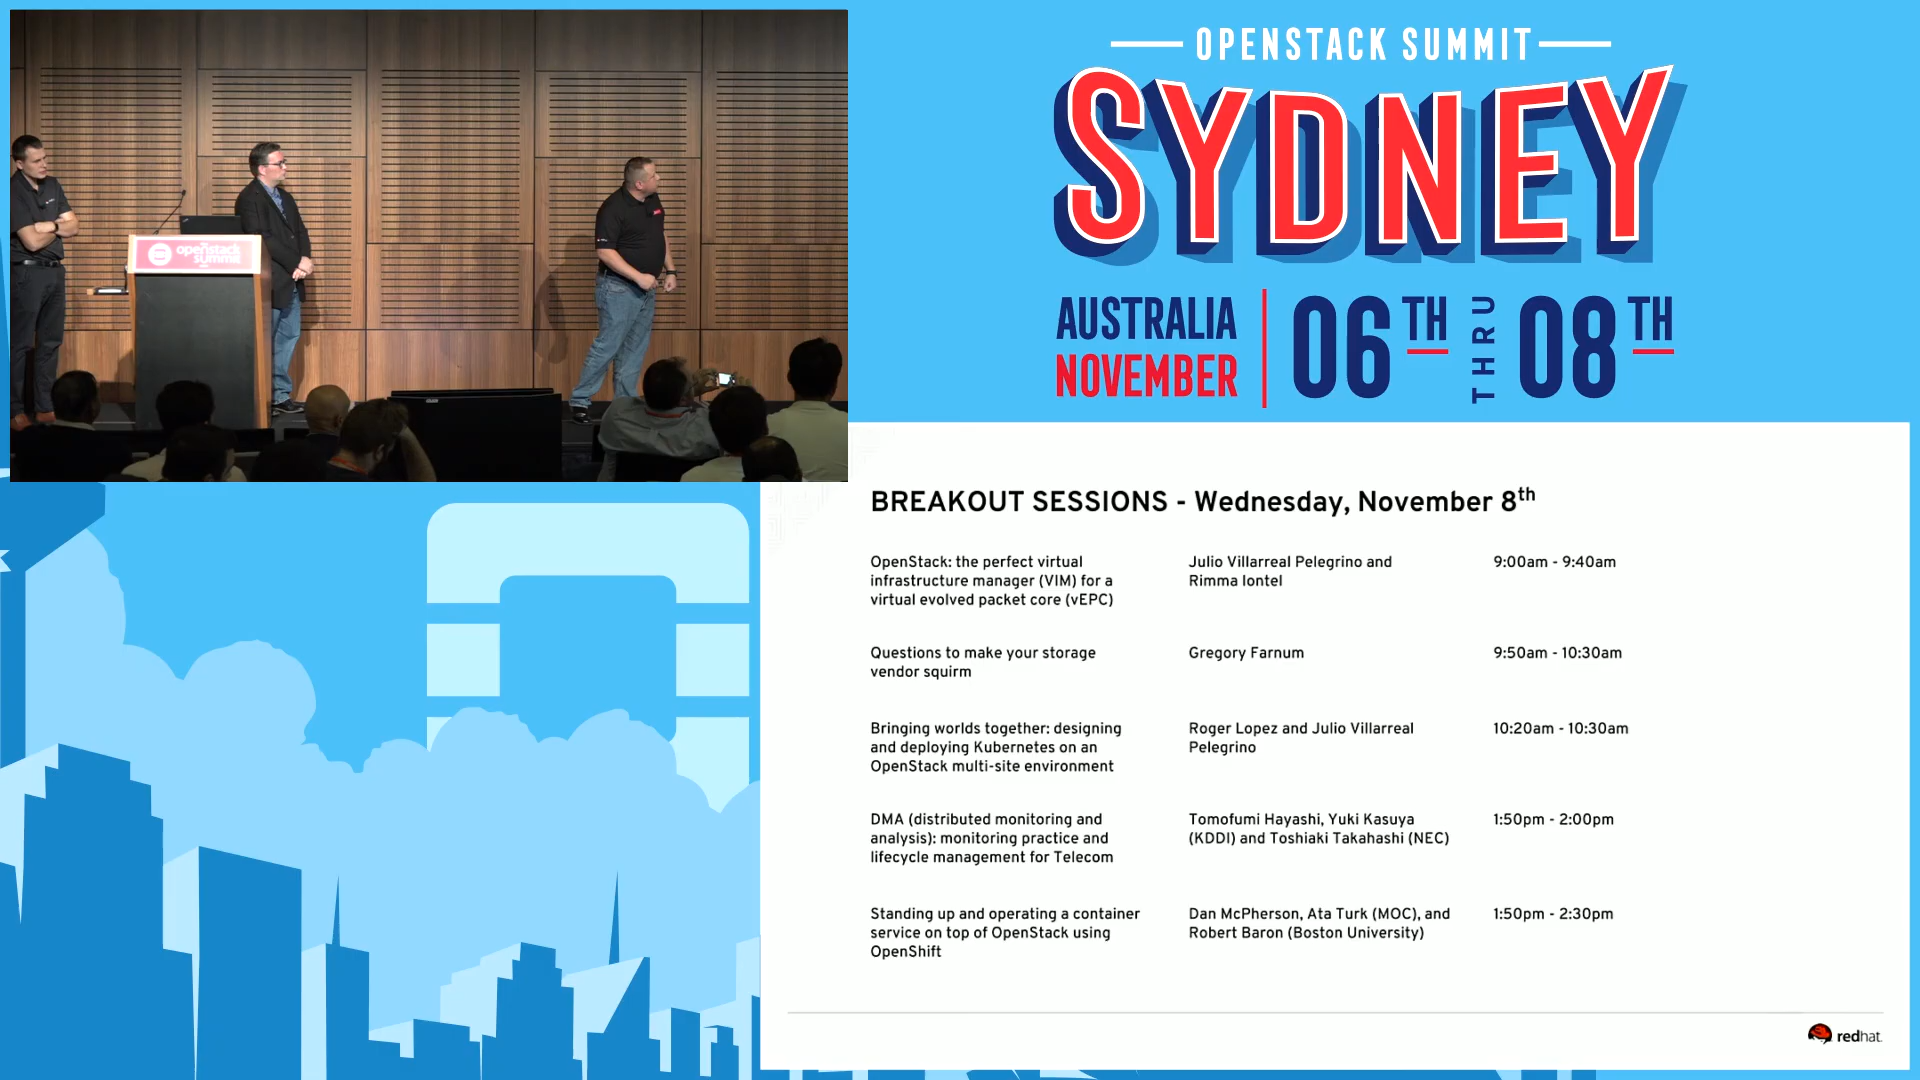 OPENSTACK SUMMIT
SYDNEY
AUSTRALIA
NOVEMBER
06TH THRU 08TH
openstack
summit
BREAKOUT SESSIONS - Wednesday, November 8th
OpenStack: the perfect virtual
infrastructure manager (VIM) for a
virtual evolved packet core (vEPC)
Julio Villarreal Pelegrino and
Rimma Iontel
9:00am - 9:40am
Questions to make your storage
vendor squirm
Gregory Farnum
9:50am - 10:30am
Bringing worlds together: designing
and deploying Kubernetes on an
OpenStack multi-site environment
Roger Lopez and Julio Villarreal
Pelegrino
10:20am - 10:30am
DMA (distributed monitoring and
analysis): monitoring practice and
lifecycle management for Telecom
Tomofumi Hayashi, Yuki Kasuya
(KDDI) and Toshiaki Takahashi (NEC)
1:50pm - 2:00pm
Standing up and operating a container
service on top of OpenStack using
OpenShift
Dan McPherson, Ata Turk (MOC), and
Robert Baron (Boston University)
1:50pm - 2:30pm
redhat.